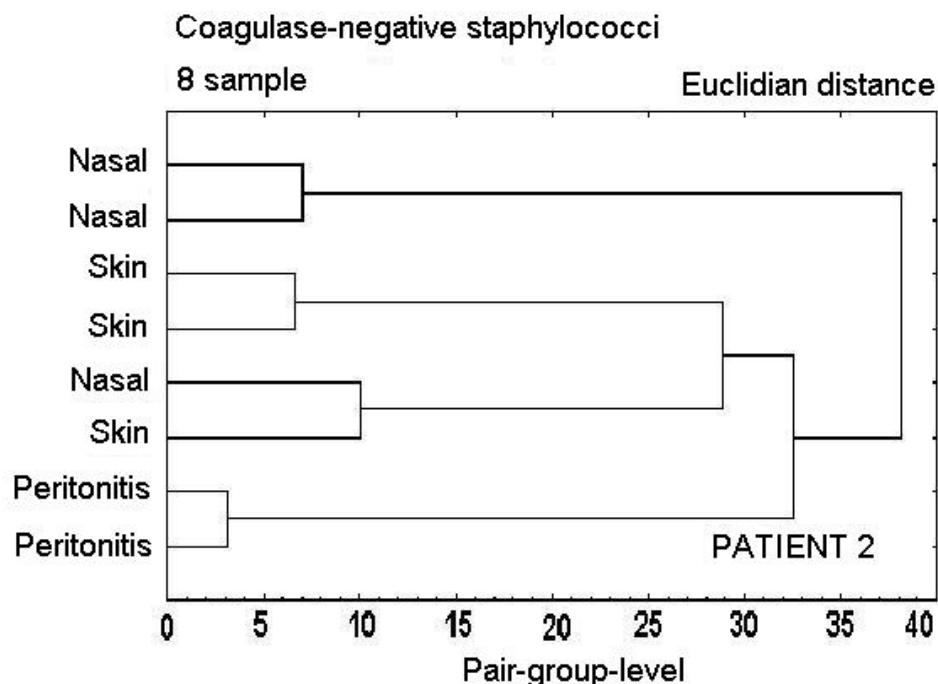 Coagulase-negative staphylococci
8 sample
Euclidian distance
Nasal
Nasal
Skin
Skin
Nasal
Skin
Peritonitis
Peritonitis
PATIENT 2
0 5 10 15 20 25 30 35 40
Pair-group-level